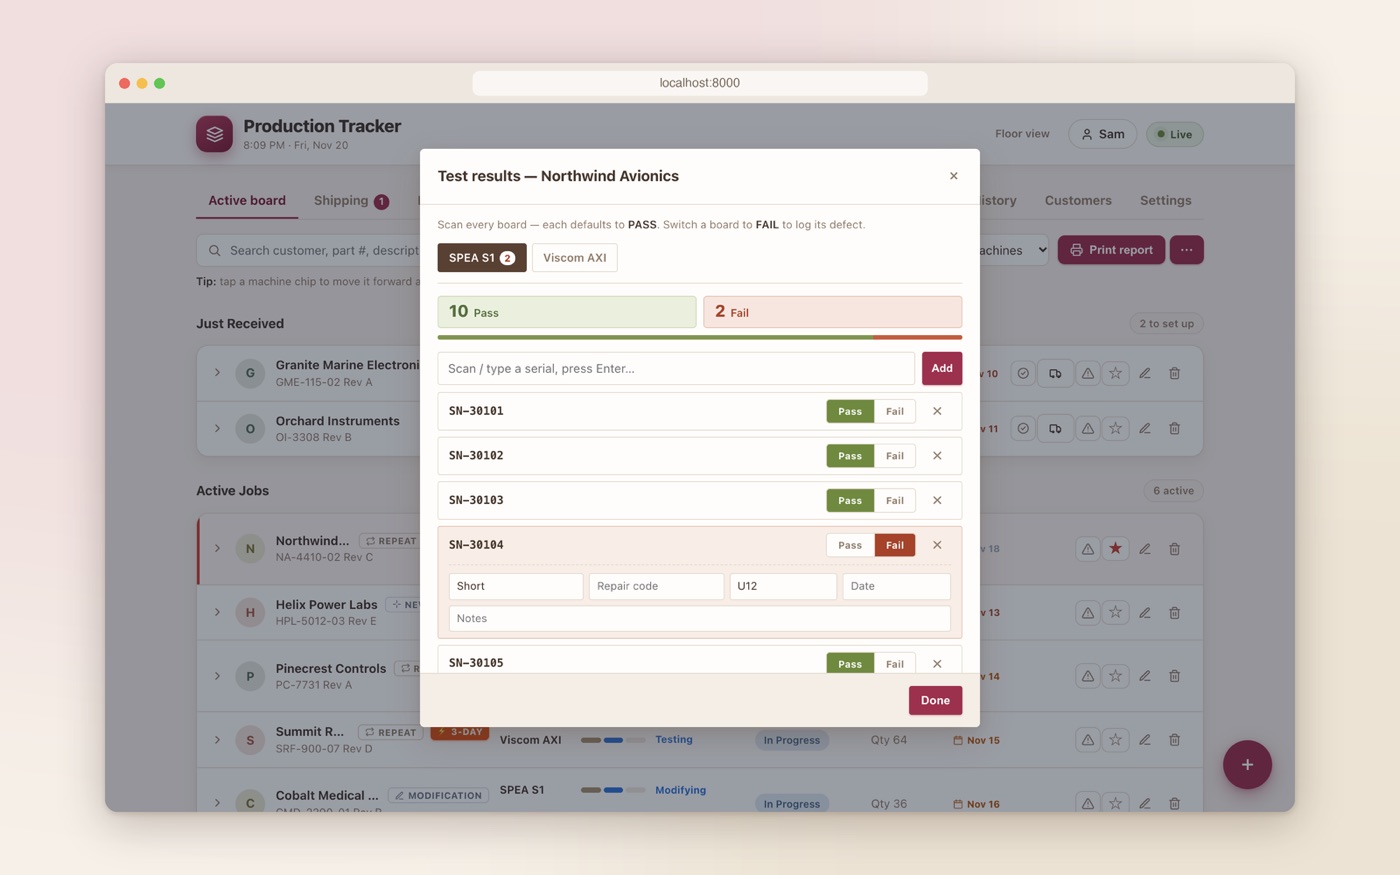 localhost:8000
Production Tracker
8:09 PM · Fri, Nov 20
Floor view
Sam
Live
Active board
Shipping 1
Customers
Settings
Search customer, part #, descript
Print report
Tip: tap a machine chip to move it forward a
Just Received
2 to set up
G
Granite Marine Electroni
GME-115-02 Rev A
10
O
Orchard Instruments
OI-3308 Rev B
11
Active Jobs
6 active
N
Northwind...
REPEAT
NA-4410-02 Rev C
18
H
Helix Power Labs
NEW
HPL-5012-03 Rev E
13
P
Pinecrest Controls
PC-7731 Rev A
14
S
Summit R...
REPEAT
3-DAY
SRF-900-07 Rev D
Viscom AXI
Testing
In Progress
Qty 64
Nov 15
C
Cobalt Medical ...
MODIFICATION
SPEA S1
Modifying
In Progress
Qty 36
Nov 16
Test results — Northwind Avionics
Scan every board — each defaults to PASS. Switch a board to FAIL to log its defect.
SPEA S1 2
Viscom AXI
10 Pass
2 Fail
Scan / type a serial, press Enter...
Add
SN-30101
Pass Fail
SN-30102
Pass Fail
SN-30103
Pass Fail
SN-30104
Pass Fail
Short
Repair code
U12
Date
Notes
SN-30105
Pass Fail
Done